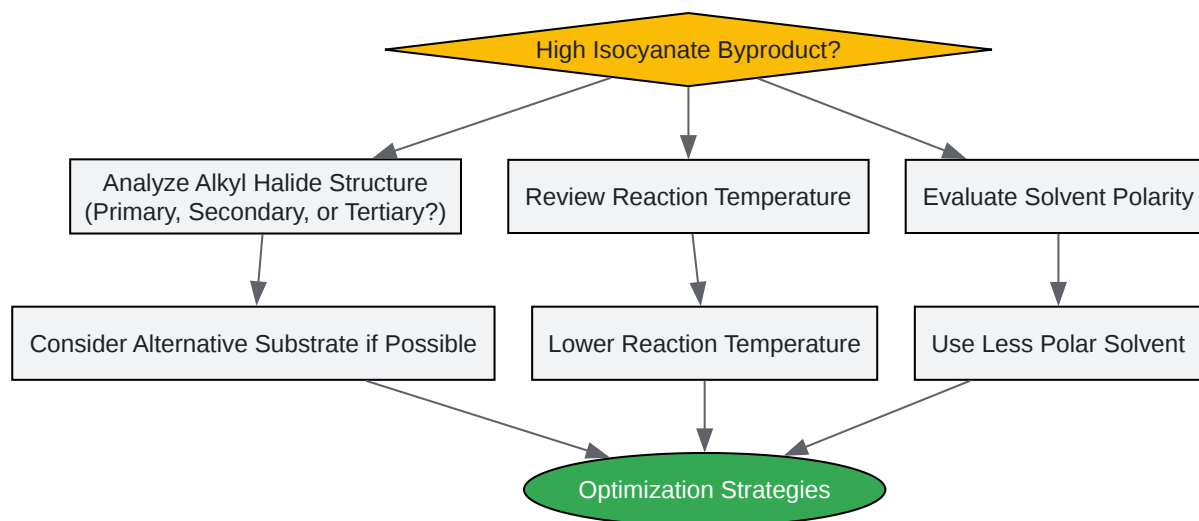 High Isocyanate Byproduct?
Analyze Alkyl Halide Structure
(Primary, Secondary, or Tertiary?)
Review Reaction Temperature
Evaluate Solvent Polarity
Consider Alternative Substrate if Possible
Lower Reaction Temperature
Use Less Polar Solvent
Optimization Strategies